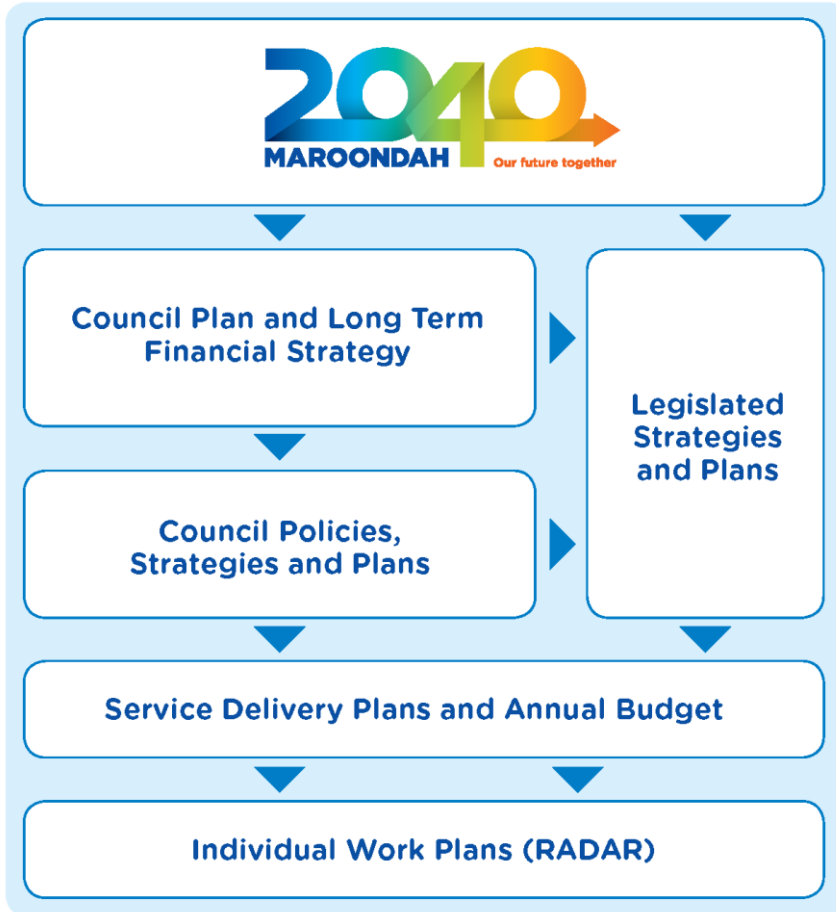 2040
MAROONDAH Our future together
Council Plan and Long Term
Financial Strategy
Legislated
Strategies
and Plans
Council Policies,
Strategies and Plans
Service Delivery Plans and Annual Budget
Individual Work Plans (RADAR)